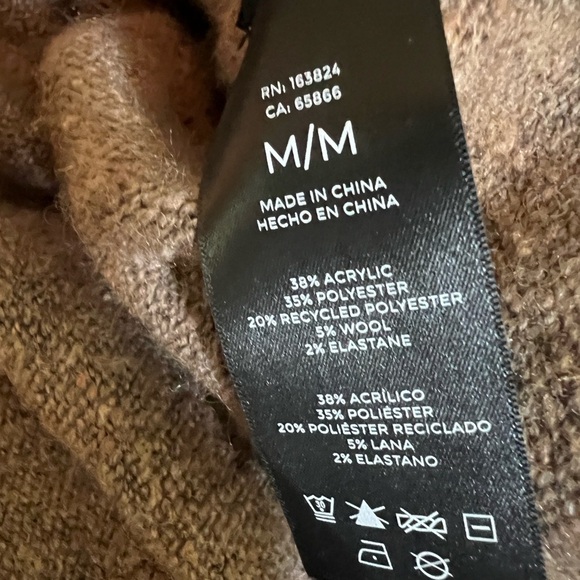 RN: 163824
CA: 65866
M/M
MADE IN CHINA
HECHO EN CHINA
38% ACRYLIC
35% POLYESTER
20% RECYCLED POLYESTER
5% WOOL
2% ELASTANE
38% ACRÍLICO
35% POLIÉSTER
20% POLIÉSTER RECICLADO
5% LANA
2% ELASTANO